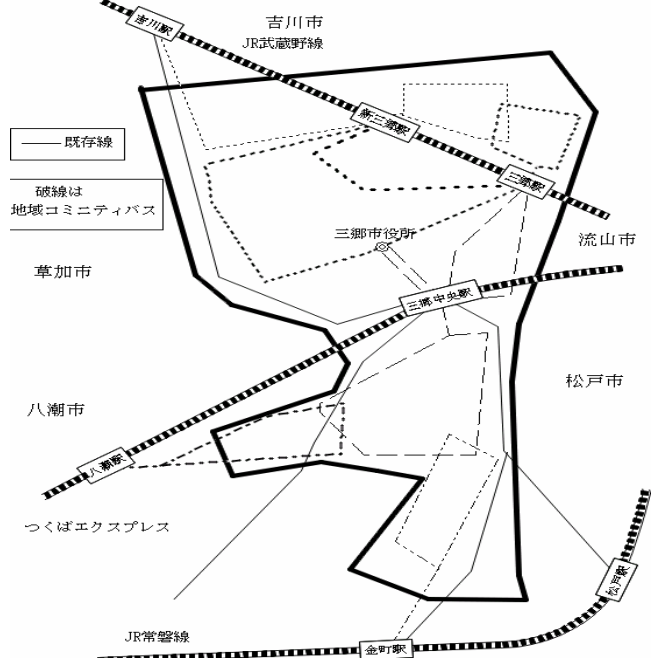 吉川駅
吉川市
JR武蔵野線
新三郷駅
既存線
三郷駅
破線は
地域コミニティバス
三郷市役所
流山市
草加市
三郷中央駅
松戸市
八潮市
八潮駅
つくばエクスプレス
松戸駅
JR常磐線
金町駅